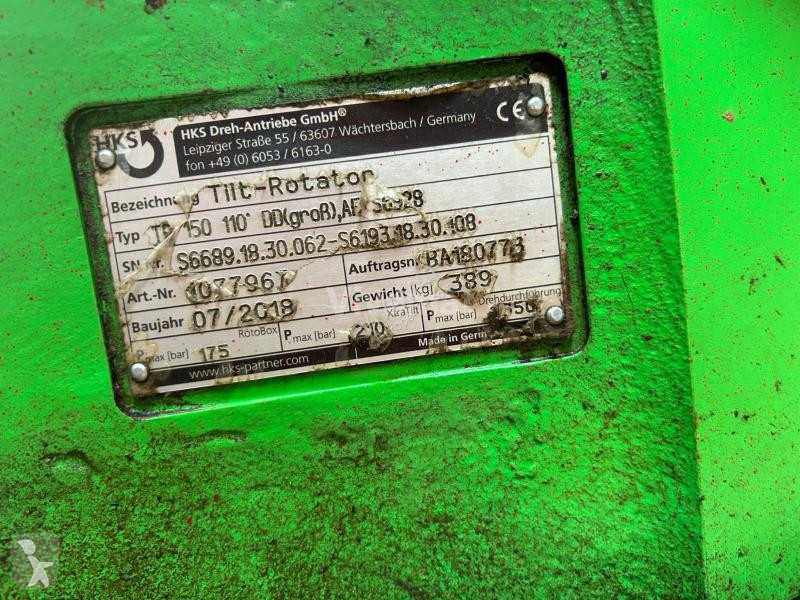 HKS
HKS Dreh-Antriebe GmbH®
Leipziger Straße 55 / 63607 Wächtersbach / Germany
fon +49 (0) 6053 / 6163-0
CE
Bezeichnung Tilt-Rotator
Typ 150 110° DD(groß),
SN nr. S6689.18.30.062-S6193.18.30.108
Art.-Nr. 1037967 Auftragsnr. BA180773
Baujahr 07/2018 Gewicht (kg) 389
RotoBox XtraTilt Drehdurchführung
Pmax [bar] 175 Pmax [bar] 210 Pmax [bar] 350
www.hks-partner.com Made in Germany